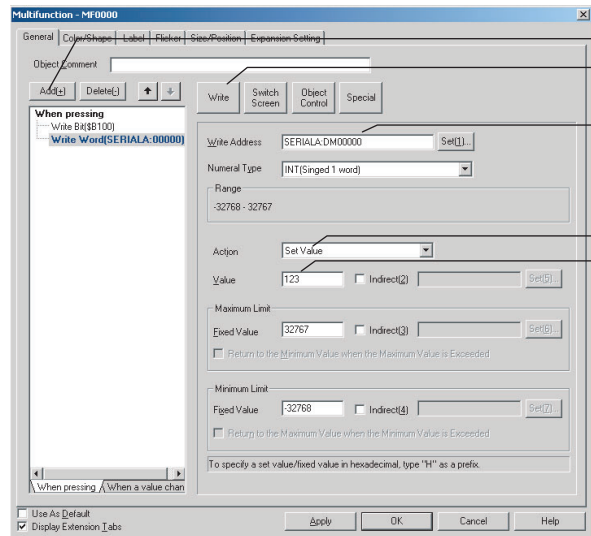 Multifunction - MF0000
General Color/Shape Label Flicker Size/Position Expansion Setting
Object Comment
Add(+) Delete(-)
Write Switch Screen Object Control Special
When pressing
Write Bit($B100)
Write Word(SERIALA:00000)
Write Address SERIALA:DM00000 Set(1)...
Numeral Type INT(Singed 1 word)
Range
-32768 - 32767
Action Set Value
Value 123 Indirect(2) Set(5)...
Maximum Limit
Fixed Value 32767 Indirect(3) Set(6)...
Return to the Minimum Value when the Maximum Value is Exceeded
Minimum Limit
Fixed Value -32768 Indirect(4) Set(7)...
Return to the Maximum Value when the Minimum Value is Exceeded
To specify a set value/fixed value in hexadecimal, type "H" as a prefix.
When pressing When a value chan
Use As Default
Display Extension Tabs
Apply OK Cancel Help